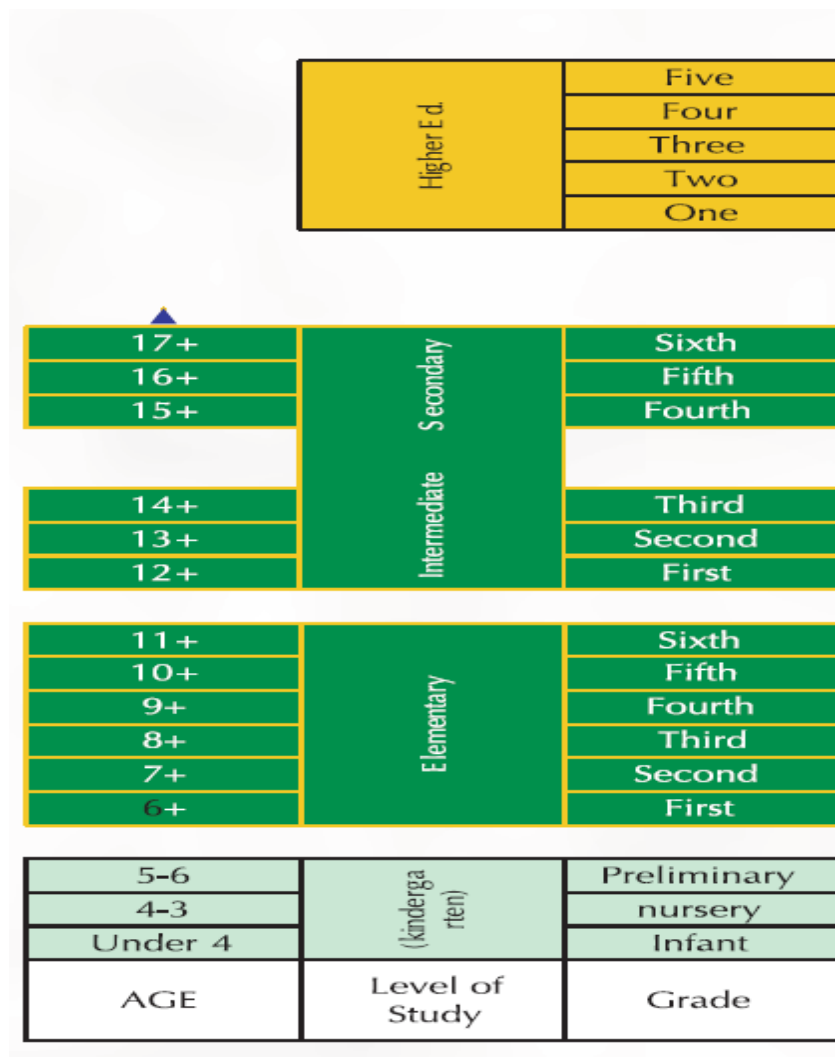 Higher Ed.
Five
Four
Three
Two
One
17+
Secondary
Sixth
16+
Fifth
15+
Fourth
14+
Intermediate
Third
13+
Second
12+
First
11+
Elementary
Sixth
10+
Fifth
9+
Fourth
8+
Third
7+
Second
6+
First
5-6
(kinderga
rten)
Preliminary
4-3
nursery
Under 4
Infant
AGE
Level of
Study
Grade